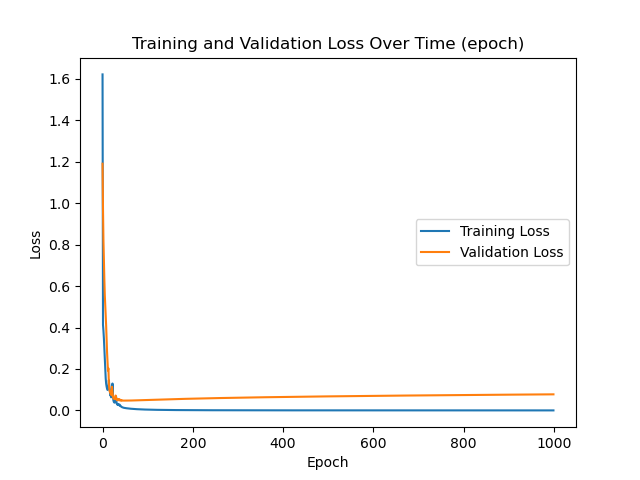 Training and Validation Loss Over Time (epoch)
1.6
1.4
1.2
1.0
0.8
0.6
0.4
0.2
0.0
Loss
Training Loss
Validation Loss
0 200 400 600 800 1000
Epoch